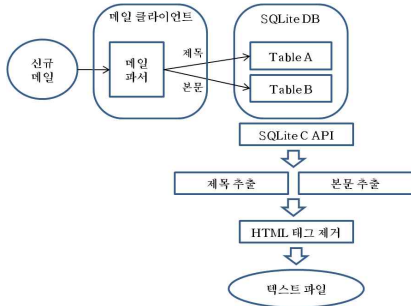 메일 클라이언트
SQLite DB
신규
메일
메일
파서
제목
본문
Table A
Table B
SQLite C API
제목 추출
본문 추출
HTML 태그 제거
텍스트 파일